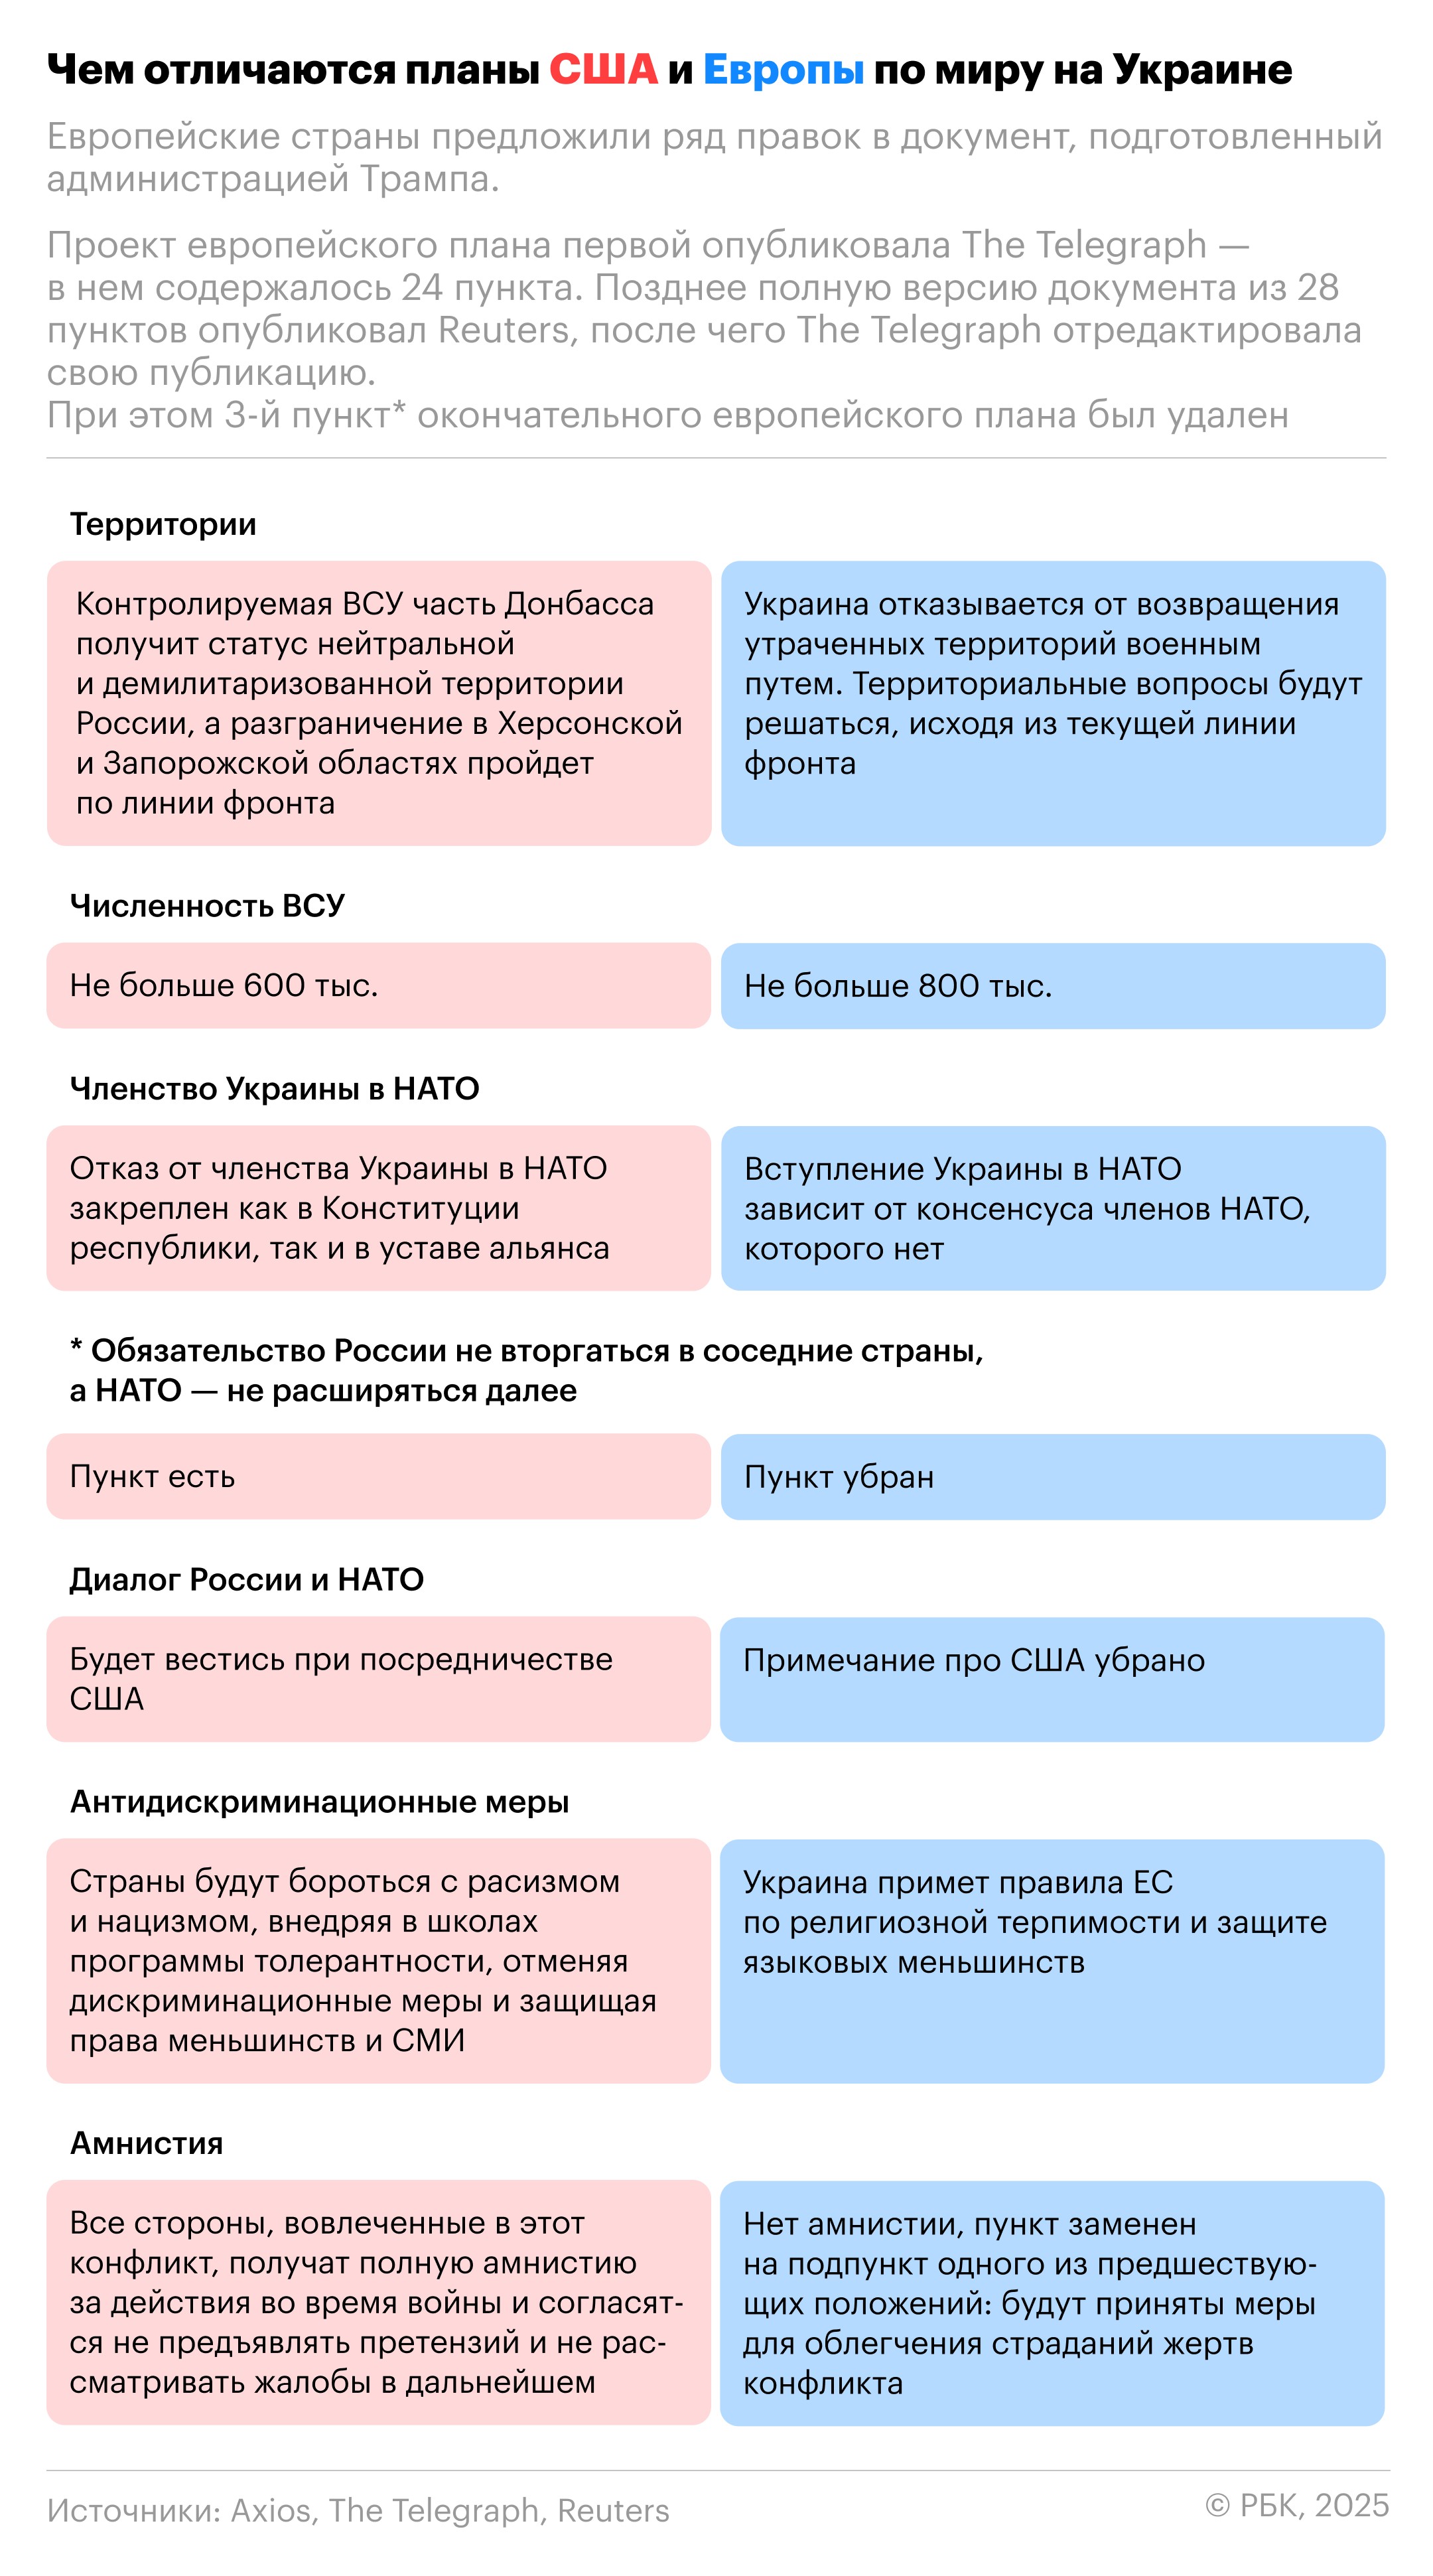 Чем отличаются планы США и Европы по миру на Украине
Европейские страны предложили ряд правок в документ, подготовленный
администрацией Трампа.
Проект европейского плана первой опубликовала The Telegraph —
в нем содержалось 24 пункта. Позднее полную версию документа из 28
пунктов опубликовал Reuters, после чего The Telegraph отредактировала
свою публикацию.
При этом 3-й пункт* окончательного европейского плана был удален
Территории
Контролируемая ВСУ часть Донбасса
получит статус нейтральной
и демилитаризованной территории
России, а разграничение в Херсонской
и Запорожской областях пройдет
по линии фронта
Украина отказывается от возвращения
утраченных территорий военным
путем. Территориальные вопросы будут
решаться, исходя из текущей линии
фронта
Численность ВСУ
Не больше 600 тыс.
Не больше 800 тыс.
Членство Украины в НАТО
Отказ от членства Украины в НАТО
закреплен как в Конституции
республики, так и в уставе альянса
Вступление Украины в НАТО
зависит от консенсуса членов НАТО,
которого нет
* Обязательство России не вторгаться в соседние страны,
а НАТО — не расширяться далее
Пункт есть
Пункт убран
Диалог России и НАТО
Будет вестись при посредничестве
США
Примечание про США убрано
Антидискриминационные меры
Страны будут бороться с расизмом
и нацизмом, внедряя в школах
программы толерантности, отменяя
дискриминационные меры и защищая
права меньшинств и СМИ
Украина примет правила ЕС
по религиозной терпимости и защите
языковых меньшинств
Амнистия
Все стороны, вовлеченные в этот
конфликт, получат полную амнистию
за действия во время войны и согласят-
ся не предъявлять претензий и не рас-
сматривать жалобы в дальнейшем
Нет амнистии, пункт заменен
на подпункт одного из предшествую-
щих положений: будут приняты меры
для облегчения страданий жертв
конфликта
Источники: Axios, The Telegraph, Reuters
© РБК, 2025